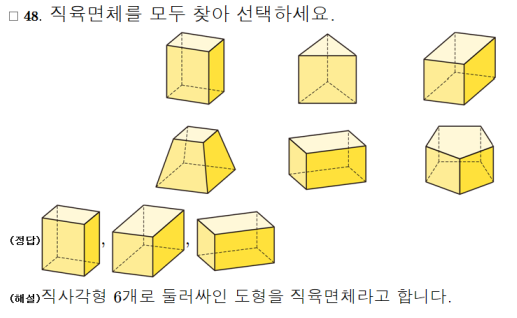 □ 48. 직육면체를 모두 찾아 선택하세요.
(정답) , ,
(해설)직사각형 6개로 둘러싸인 도형을 직육면체라고 합니다.